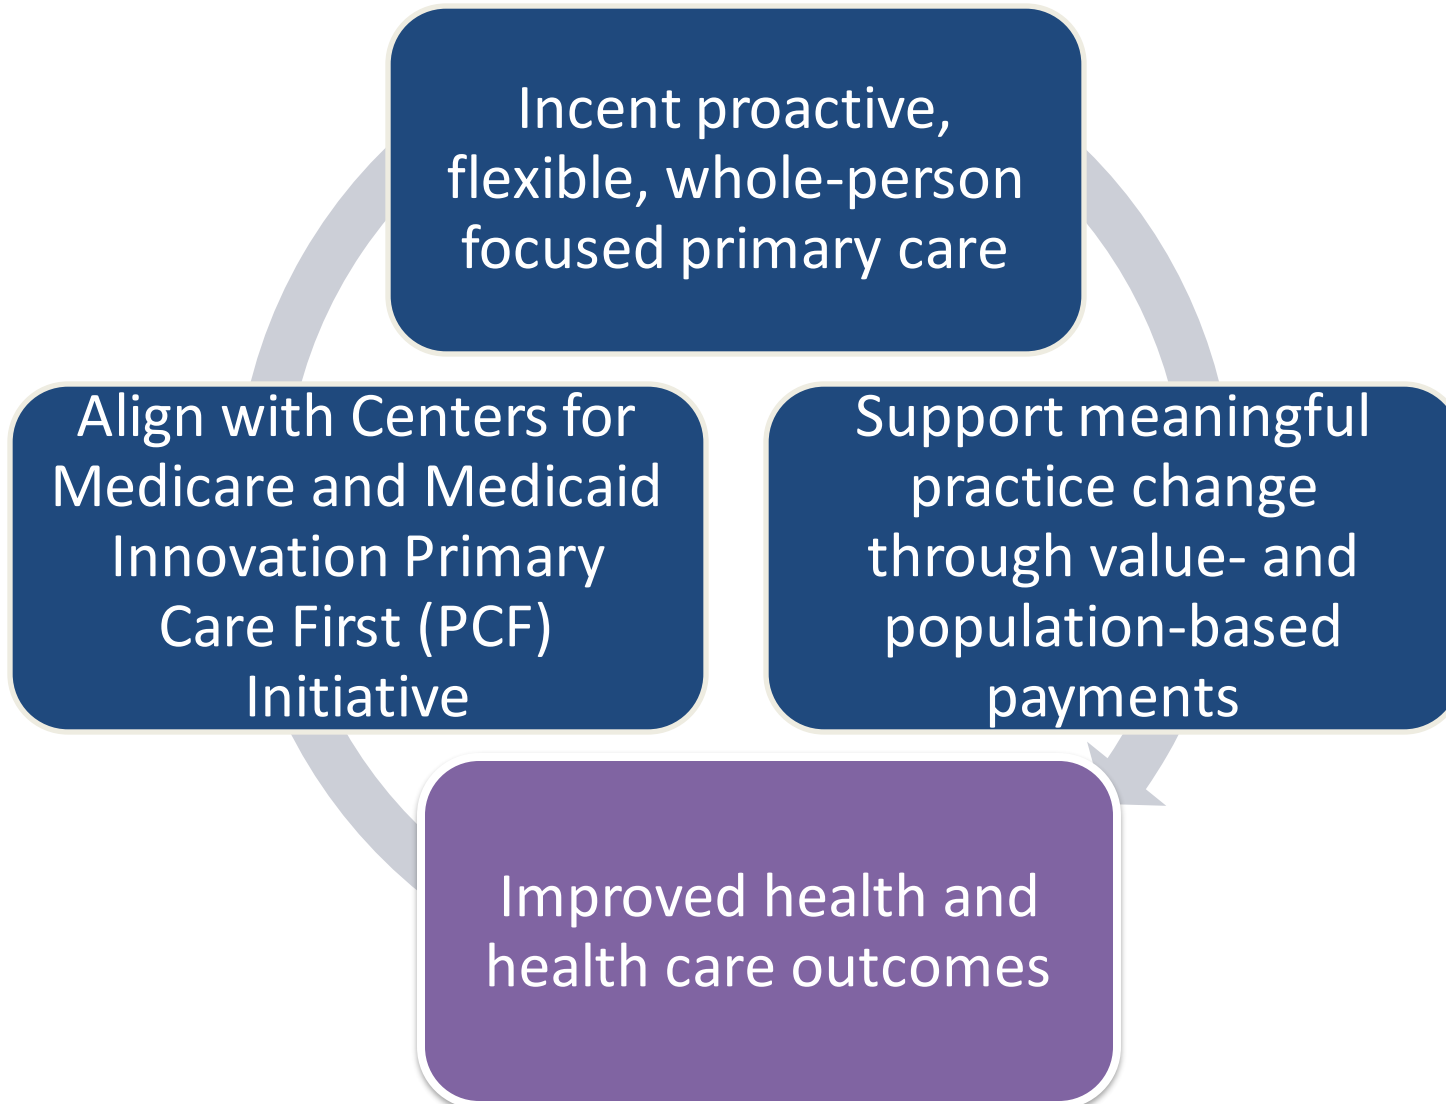 Incent proactive,
flexible, whole-person
focused primary care
Align with Centers for
Medicare and Medicaid
Innovation Primary
Care First (PCF)
Initiative
Support meaningful
practice change
through value- and
population-based
payments
Improved health and
health care outcomes